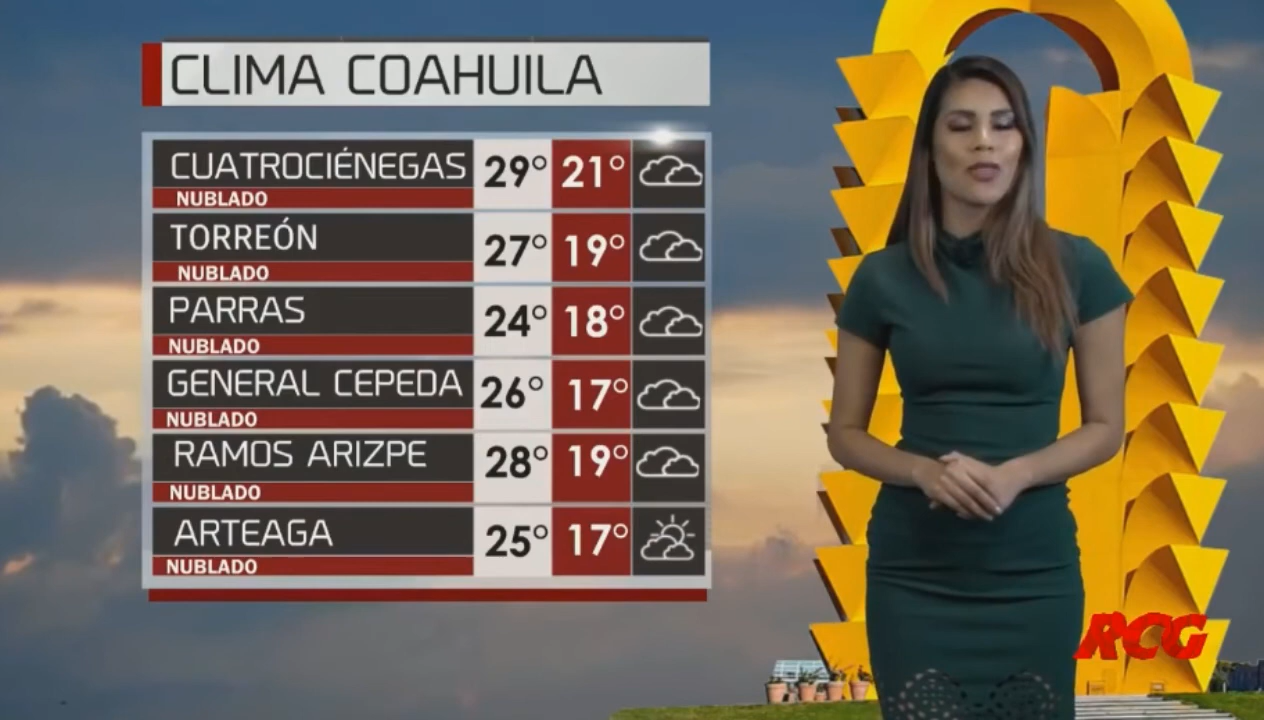 CLIMA COAHUILA
CUATROCIÉNEGAS 29° 21°
NUBLADO
TORREÓN 27° 19°
NUBLADO
PARRAS 24° 18°
NUBLADO
GENERAL CEPEDA 26° 17°
NUBLADO
RAMOS ARIZPE 28° 19°
NUBLADO
ARTEAGA 25° 17°
NUBLADO
RCG